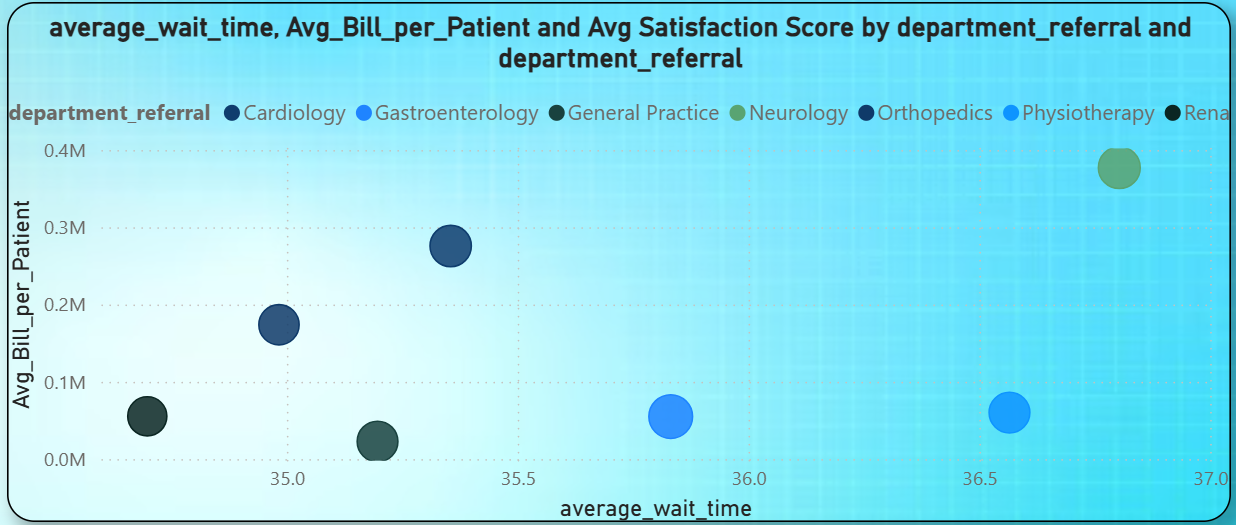 average_wait_time, Avg_Bill_per_Patient and Avg Satisfaction Score by department_referral and
department_referral
department_referral Cardiology Gastroenterology General Practice Neurology Orthopedics Physiotherapy Rena
0.4M
0.3M
0.2M
0.1M
0.0M
Avg_Bill_per_Patient
35.0 35.5 36.0 36.5 37.0
average_wait_time